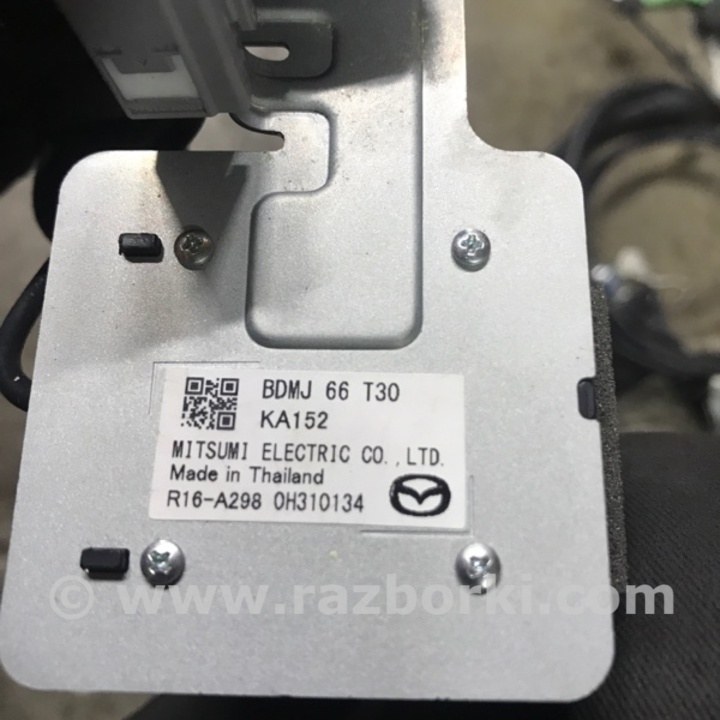 BDMJ 66 T30
KA152
MITSUMI ELECTRIC CO.,LTD.
Made in Thailand
R16-A298 0H310134
© www.razborki.com